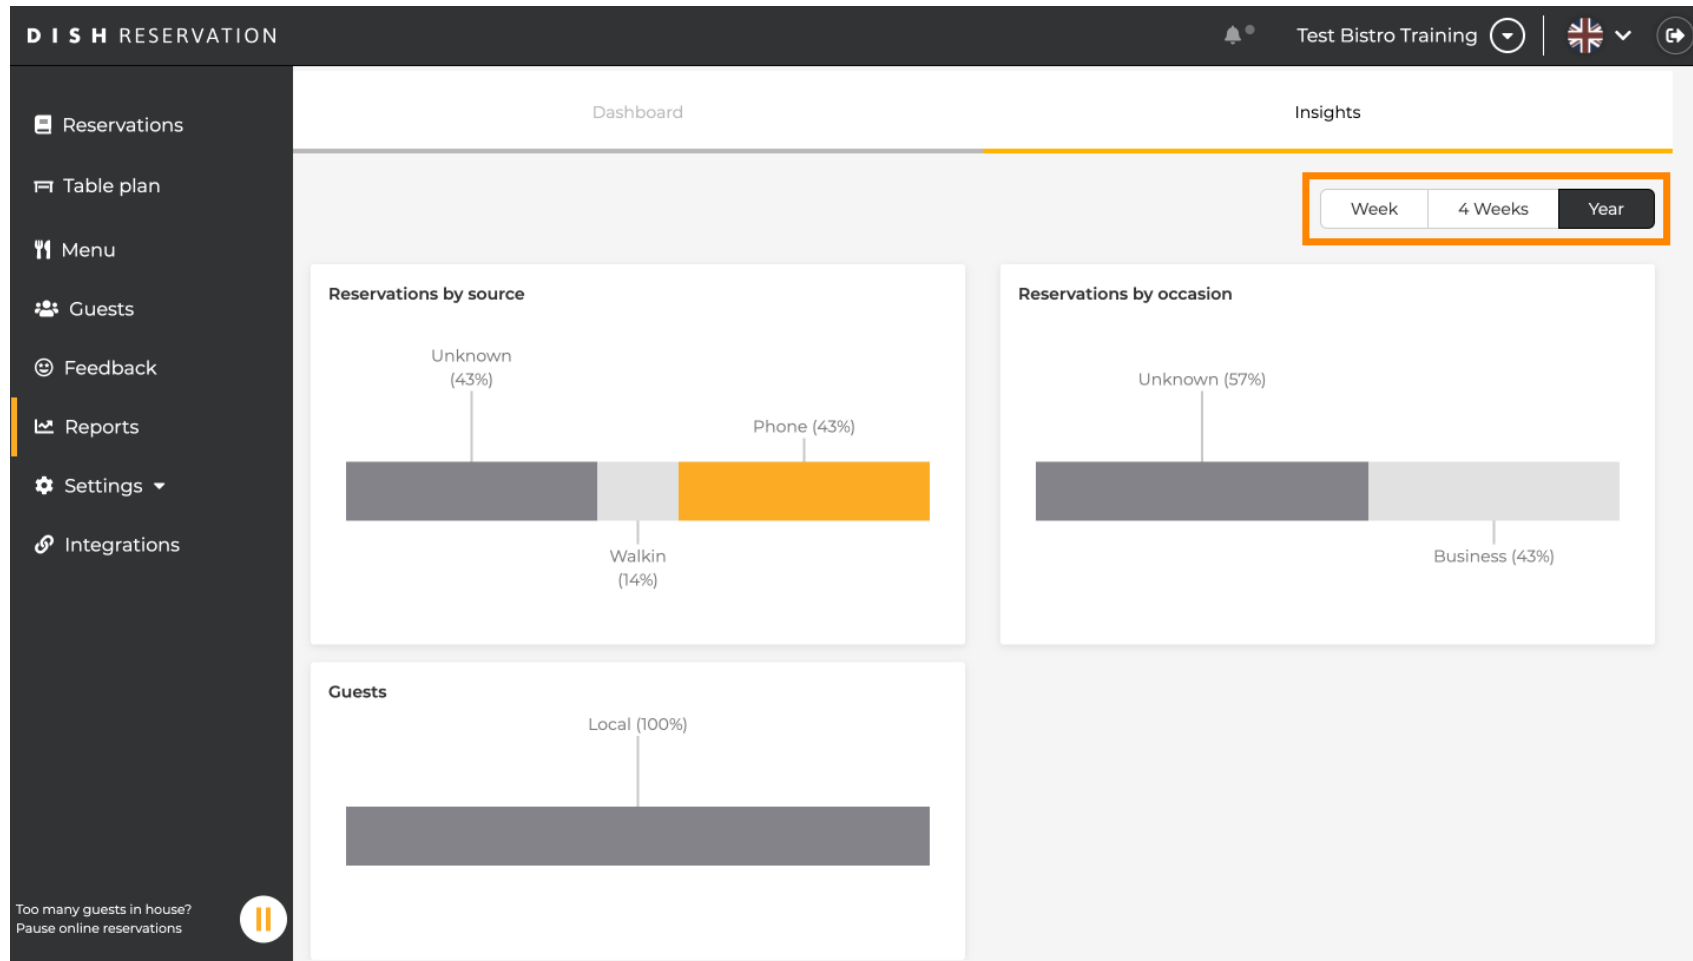 DISH RESERVATION
Test Bistro Training
Reservations
Table plan
Menu
Guests
Feedback
Reports
Settings
Integrations
Too many guests in house?
Pause online reservations
Dashboard
Insights
Week
4 Weeks
Year
Reservations by source
Unknown
(43%)
Phone (43%)
Walkin
(14%)
Reservations by occasion
Unknown (57%)
Business (43%)
Guests
Local (100%)